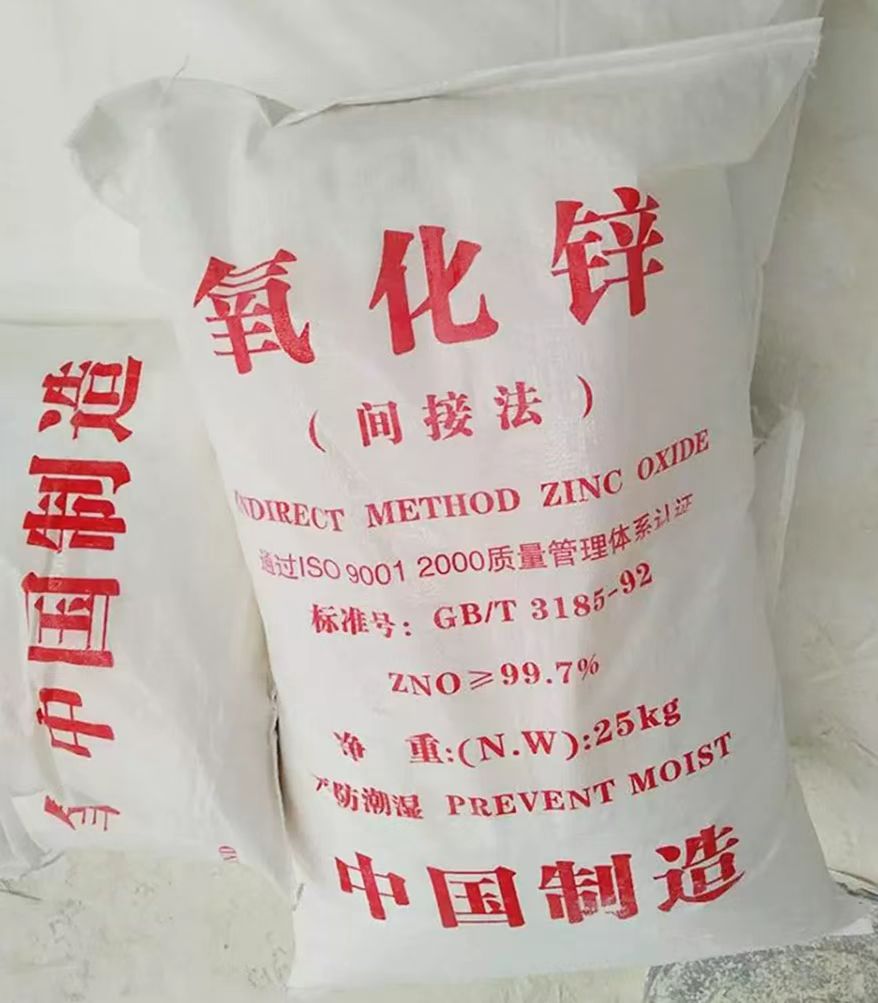 氧化锌
(间接法)
INDIRECT METHOD ZINC OXIDE
通过ISO 9001 2000质量管理体系认证
标准号: GB/T 3185-92
ZNO≥99.7%
净 重:(N.W):25kg
严防潮湿 PREVENT MOIST
中国制造
中国制造